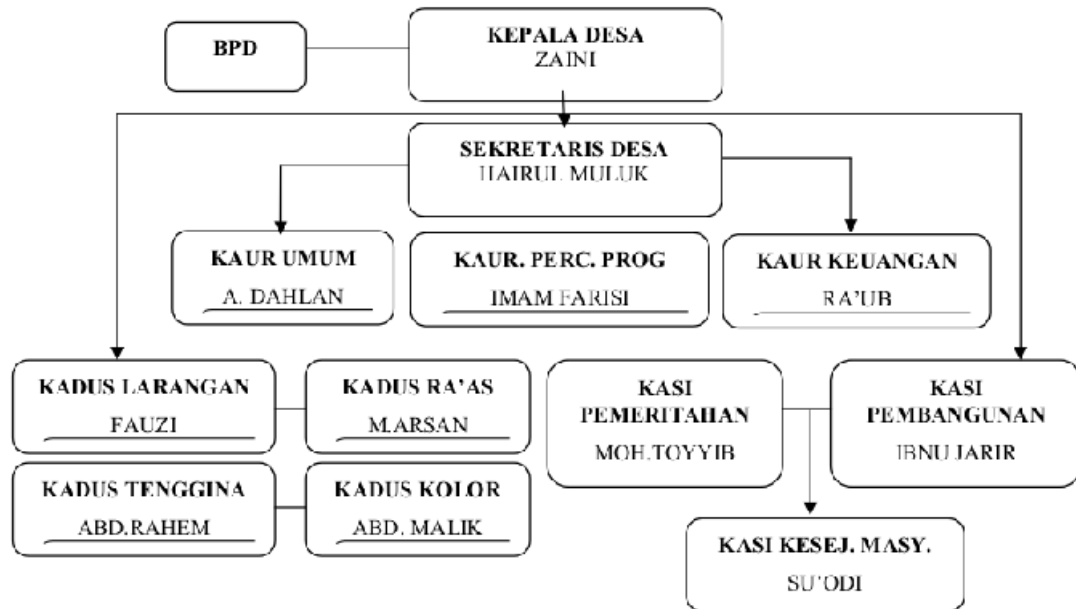 BPD
KEPALA DESA
ZAINI
SEKRETARIS DESA
HAIRUL MULUK
KAUR UMUM
A. DAHLAN
KAUR. PERC. PROG
IMAM FARISI
KAUR KEUANGAN
RA'UB
KADUS LARANGAN
FAUZI
KADUS RA'AS
M.ARSAN
KASI
PEMERITAHAN
MOH.TOYYIB
KASI
PEMBANGUNAN
IBNU JARIR
KADUS TENGGINA
ABD.RAHEM
KADUS KOLOR
ABD. MALIK
KASI KESEJ. MASY.
SU'ODI